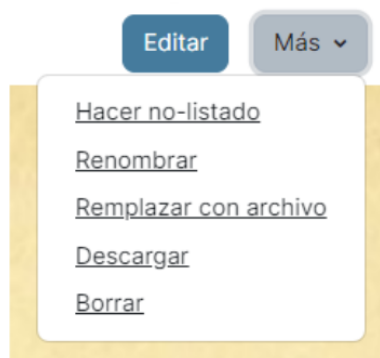 Editar
Más
Hacer no-listado
Renombrar
Remplazar con archivo
Descargar
Borrar